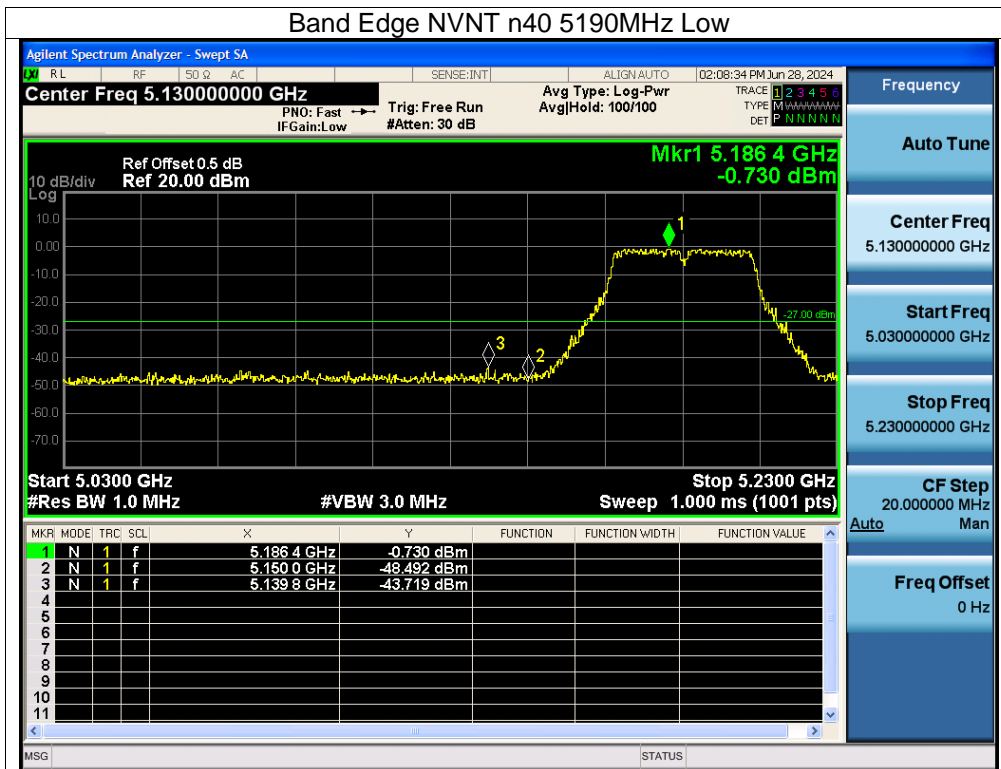 Band Edge NVNT n40 5190MHz Low
Agilent Spectrum Analyzer - Swept SA
LXI RL RF 50 Ω AC SENSE:INT ALIGN AUTO 02:08:34 PM Jun 28, 2024
Center Freq 5.130000000 GHz
PNO: Fast
IFGain:Low
Trig: Free Run
#Atten: 30 dB
Avg Type: Log-Pwr
Avg|Hold: 100/100
TRACE 1 2 3 4 5 6
TYPE M WWWWW
DET P N N N N N
Ref Offset 0.5 dB
Ref 20.00 dBm
10 dB/div
Log
Mkr1 5.186 4 GHz
-0.730 dBm
10.0
0.00
-10.0
-20.0
-30.0
-40.0
-50.0
-60.0
-70.0
1
-27.00 dBm
3
2
Start 5.0300 GHz Stop 5.2300 GHz
#Res BW 1.0 MHz #VBW 3.0 MHz Sweep 1.000 ms (1001 pts)
MKR MODE TRC SCL X Y FUNCTION FUNCTION WIDTH FUNCTION VALUE
1 N 1 f 5.186 4 GHz -0.730 dBm
2 N 1 f 5.150 0 GHz -48.492 dBm
3 N 1 f 5.139 8 GHz -43.719 dBm
4
5
6
7
8
9
10
11
MSG STATUS
Frequency
Auto Tune
Center Freq
5.130000000 GHz
Start Freq
5.030000000 GHz
Stop Freq
5.230000000 GHz
CF Step
20.000000 MHz
Auto Man
Freq Offset
0 Hz